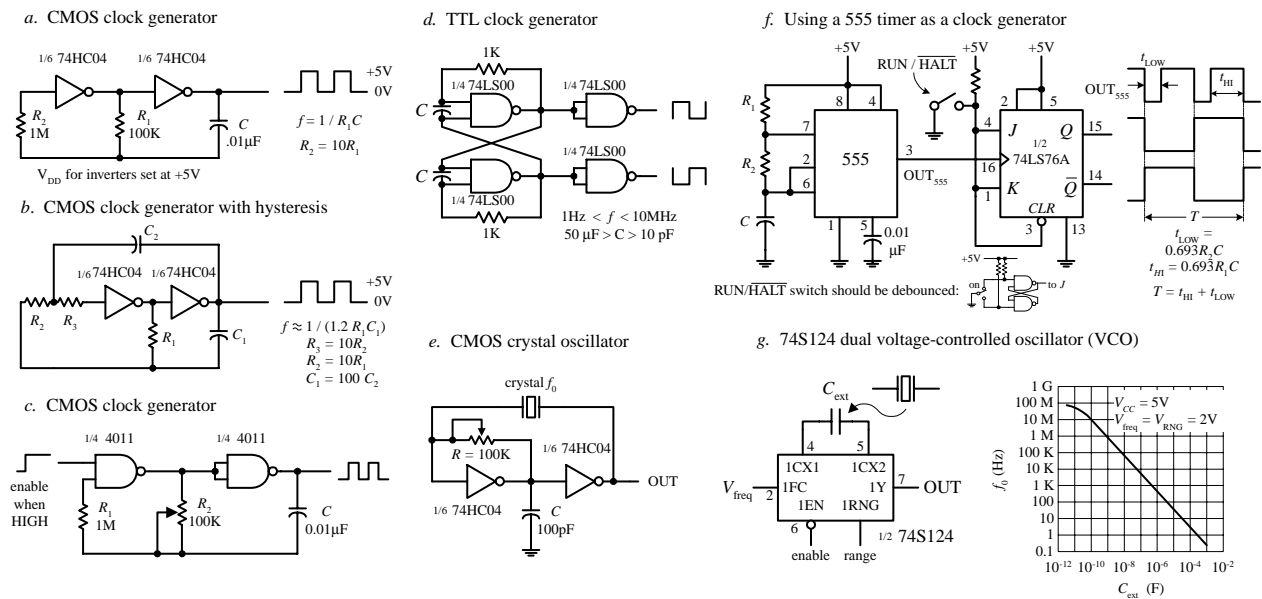 a. CMOS clock generator
1/6 74HC04
1/6 74HC04
R2
1M
R1
100K
C
.01µF
+5V
0V
f = 1 / R1C
R2 = 10R1
VDD for inverters set at +5V
b. CMOS clock generator with hysteresis
C2
1/6 74HC04
1/6 74HC04
R2
R3
R1
C1
+5V
0V
f ≈ 1 / (1.2 R1C1)
R3 = 10R2
R2 = 10R1
C1 = 100 C2
c. CMOS clock generator
1/4 4011
1/4 4011
enable
when
HIGH
R1
1M
R2
100K
C
0.01µF
d. TTL clock generator
1K
1/4 74LS00
1/4 74LS00
C
C
1/4 74LS00
1/4 74LS00
1K
1Hz < f < 10MHz
50 µF > C > 10 pF
e. CMOS crystal oscillator
crystal f0
R = 100K
1/6 74HC04
1/6 74HC04
C
100pF
OUT
f. Using a 555 timer as a clock generator
+5V
RUN / HALT
+5V
+5V
R1
R2
C
8
4
7
2
6
555
3
OUT555
1
5
0.01
µF
2
5
4
J
Q
15
1/2
74LS76A
16
K
Q
14
1
CLR
3
13
tLOW
OUT555
tHI
T
tLOW =
0.693R2C
tHI = 0.693R1C
T = tHI + tLOW
+5V
on
to J
RUN/HALT switch should be debounced:
g. 74S124 dual voltage-controlled oscillator (VCO)
Cext
4
5
1CX1
1CX2
Vfreq
2
1FC
1Y
7
OUT
1EN
1RNG
6
1/2 74S124
enable
range
f0 (Hz)
1 G
100 M
10 M
1 M
100 K
10 K
1 K
100
10
1
0.1
VCC = 5V
Vfreq = VRNG = 2V
10-12
10-10
10-8
10-6
10-4
10-2
Cext (F)